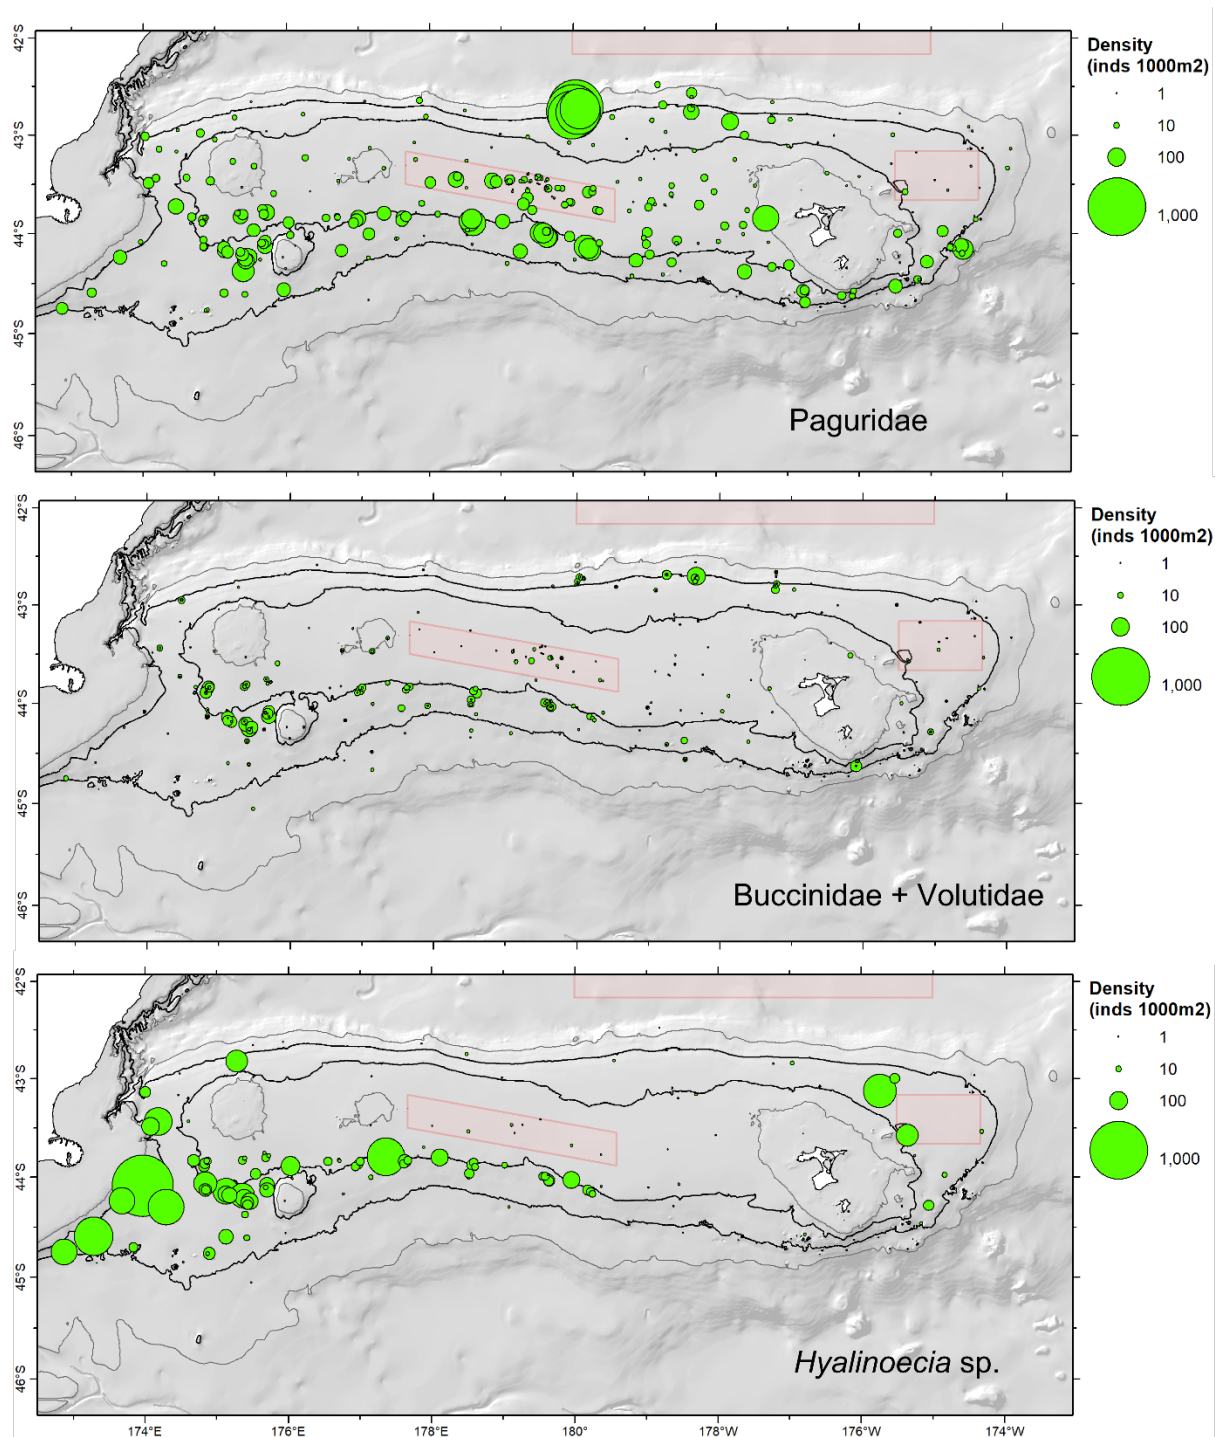 42°S
43°S
44°S
45°S
46°S
Density
(inds 1000m2)
1
10
100
1,000
Paguridae
42°S
43°S
44°S
45°S
46°S
Density
(inds 1000m2)
1
10
100
1,000
Buccinidae + Volutidae
42°S
43°S
44°S
45°S
46°S
Density
(inds 1000m2)
1
10
100
1,000
Hyalinoecia sp.
174°E
176°E
178°E
180°
178°W
176°W
174°W